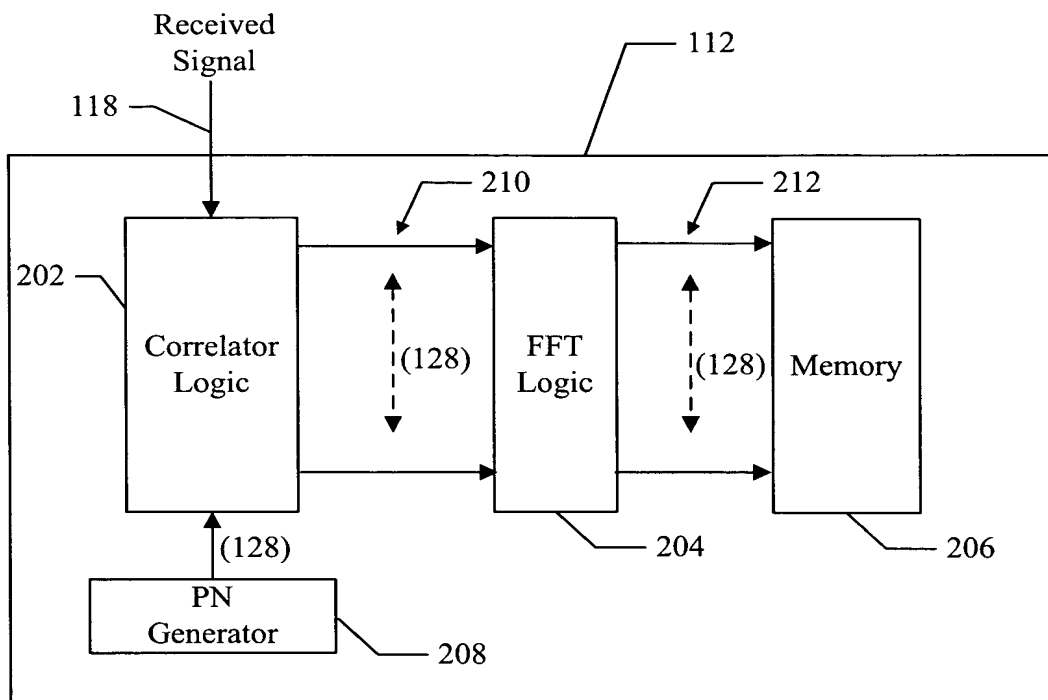 Received
Signal
112
118
210
212
202
Correlator
Logic
(128)
FFT
Logic
(128)
Memory
(128)
204
206
PN
Generator
208